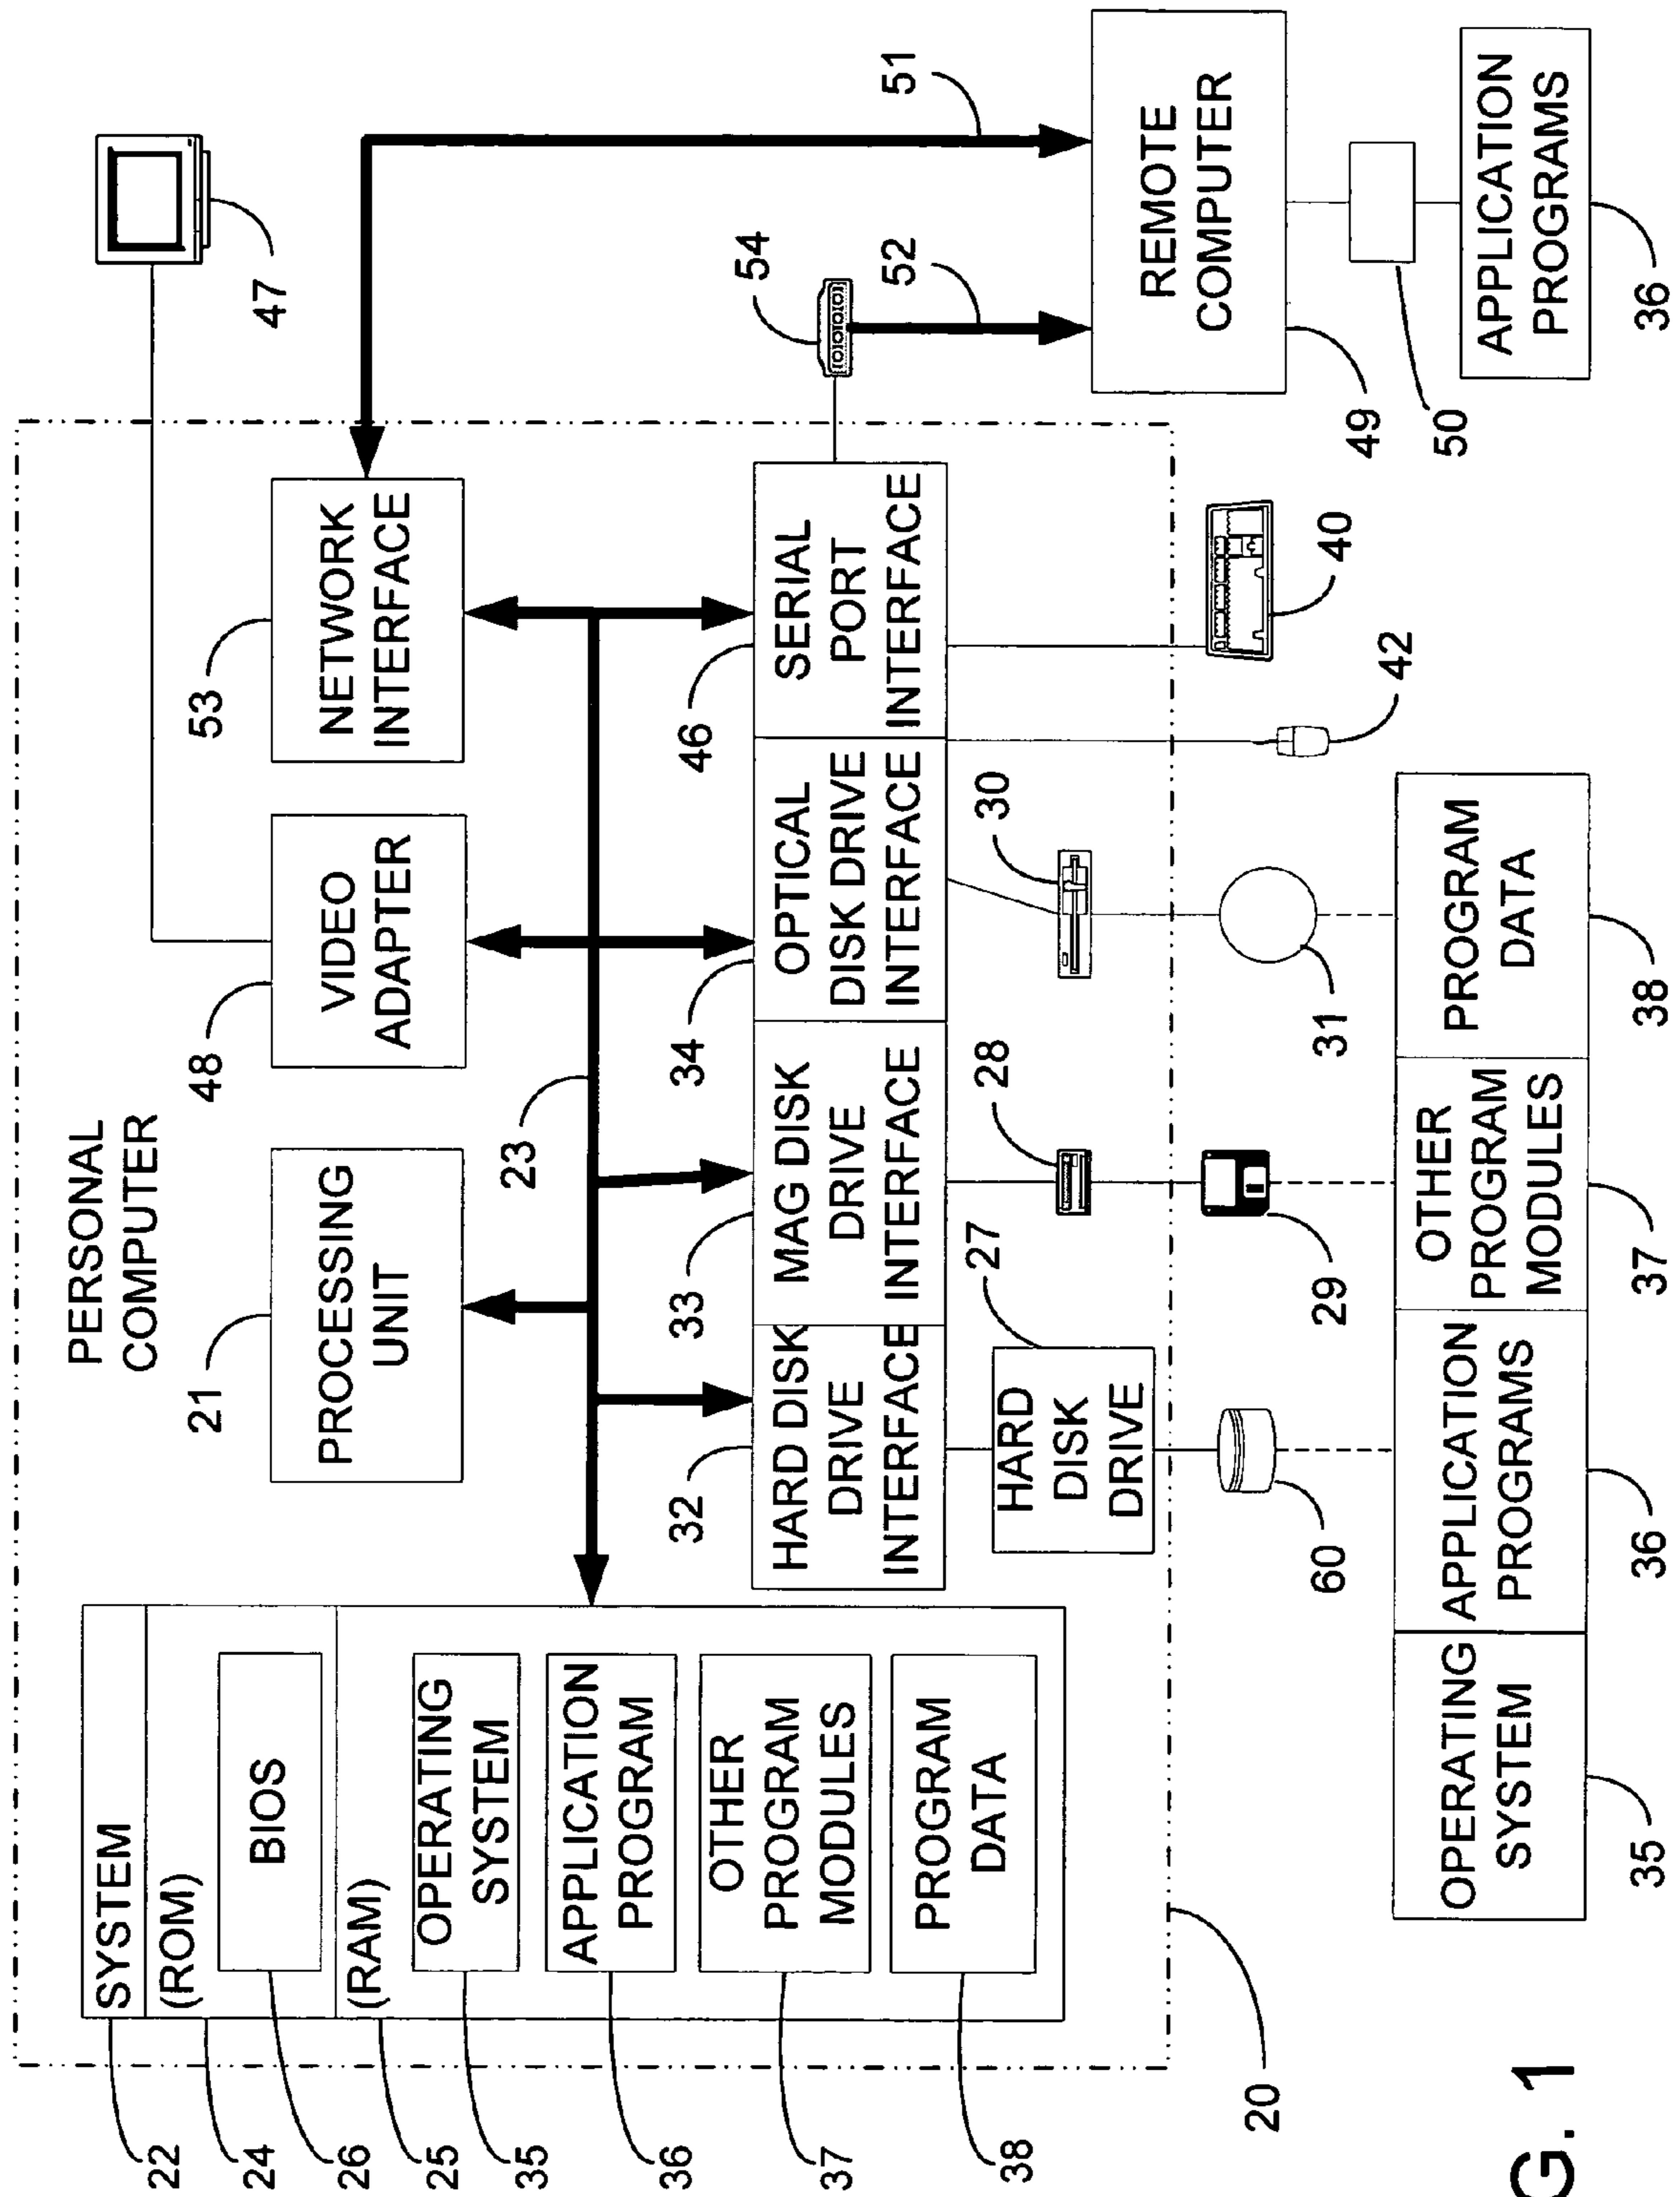 PERSONAL
COMPUTER
22
SYSTEM
24
(ROM)
26
BIOS
25
(RAM)
35
OPERATING
SYSTEM
36
APPLICATION
PROGRAM
37
OTHER
PROGRAM
MODULES
38
PROGRAM
DATA
20
21
PROCESSING
UNIT
48
VIDEO
ADAPTER
53
NETWORK
INTERFACE
47
23
32
HARD DISK
DRIVE
INTERFACE
33
MAG DISK
DRIVE
INTERFACE
34
OPTICAL
DISK DRIVE
INTERFACE
46
SERIAL
PORT
INTERFACE
54
52
51
27
HARD
DISK
DRIVE
28
30
60
29
31
42
40
REMOTE
COMPUTER
49
50
APPLICATION
PROGRAMS
36
OPERATING
SYSTEM
35
APPLICATION
PROGRAMS
36
OTHER
PROGRAM
MODULES
37
PROGRAM
DATA
38
G. 1